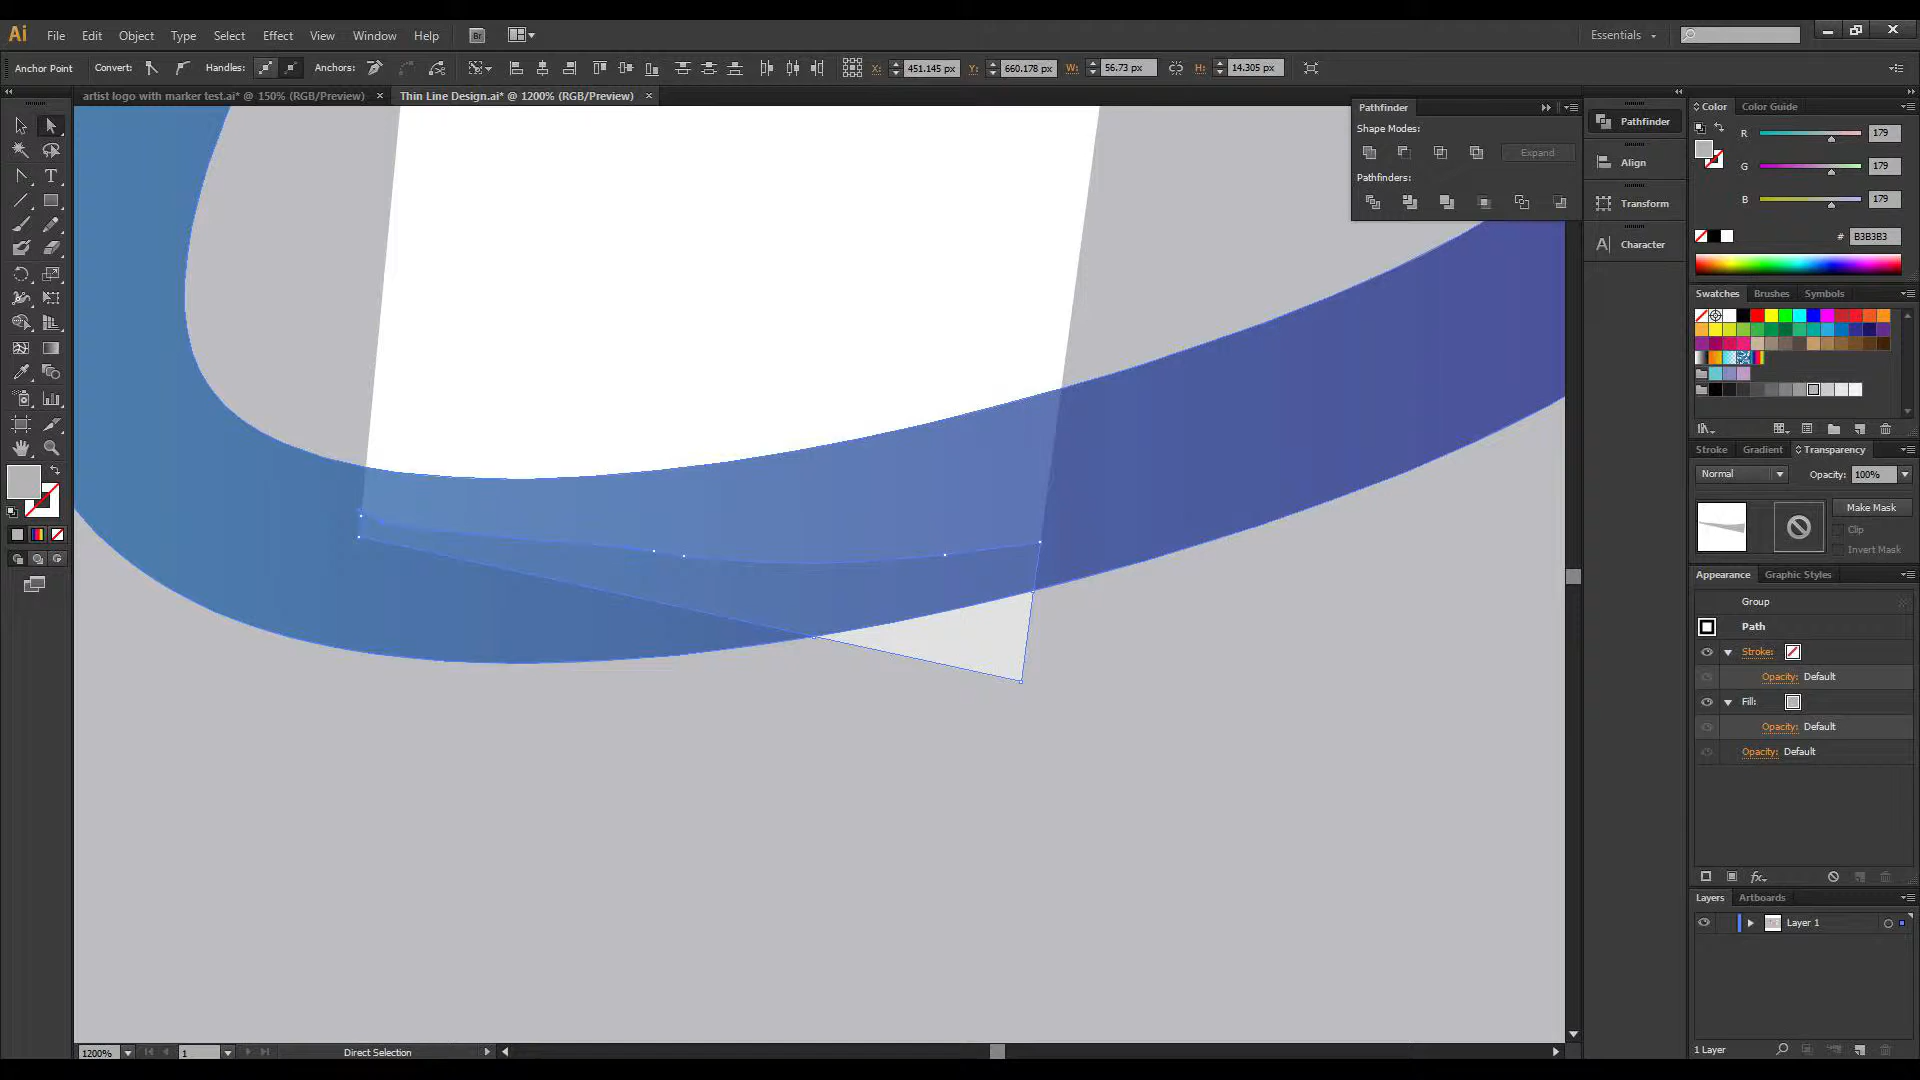 Ai File Edit Object Type Select Effect View Window Help Br Essentials
Anchor Point Convert: Handles: Anchors: X: 451.145 px Y: 660.178 px W: 56.73 px H: 14.305 px
artist logo with marker test.ai* @ 150% (RGB/Preview) × Thin Line Design.ai* @ 1200% (RGB/Preview) ×
Pathfinder
Shape Modes:
Expand
Pathfinders:
Pathfinder
Align
Transform
Character
Color Color Guide
R 179
G 179
B 179
# B3B3B3
Swatches Brushes Symbols
Stroke Gradient Transparency
Normal Opacity: 100%
Make Mask
Clip
Invert Mask
Appearance Graphic Styles
Group
Path
Stroke:
Opacity: Default
Fill:
Opacity: Default
Opacity: Default
fx
Layers Artboards
Layer 1
1 Layer
1200% 1 Direct Selection